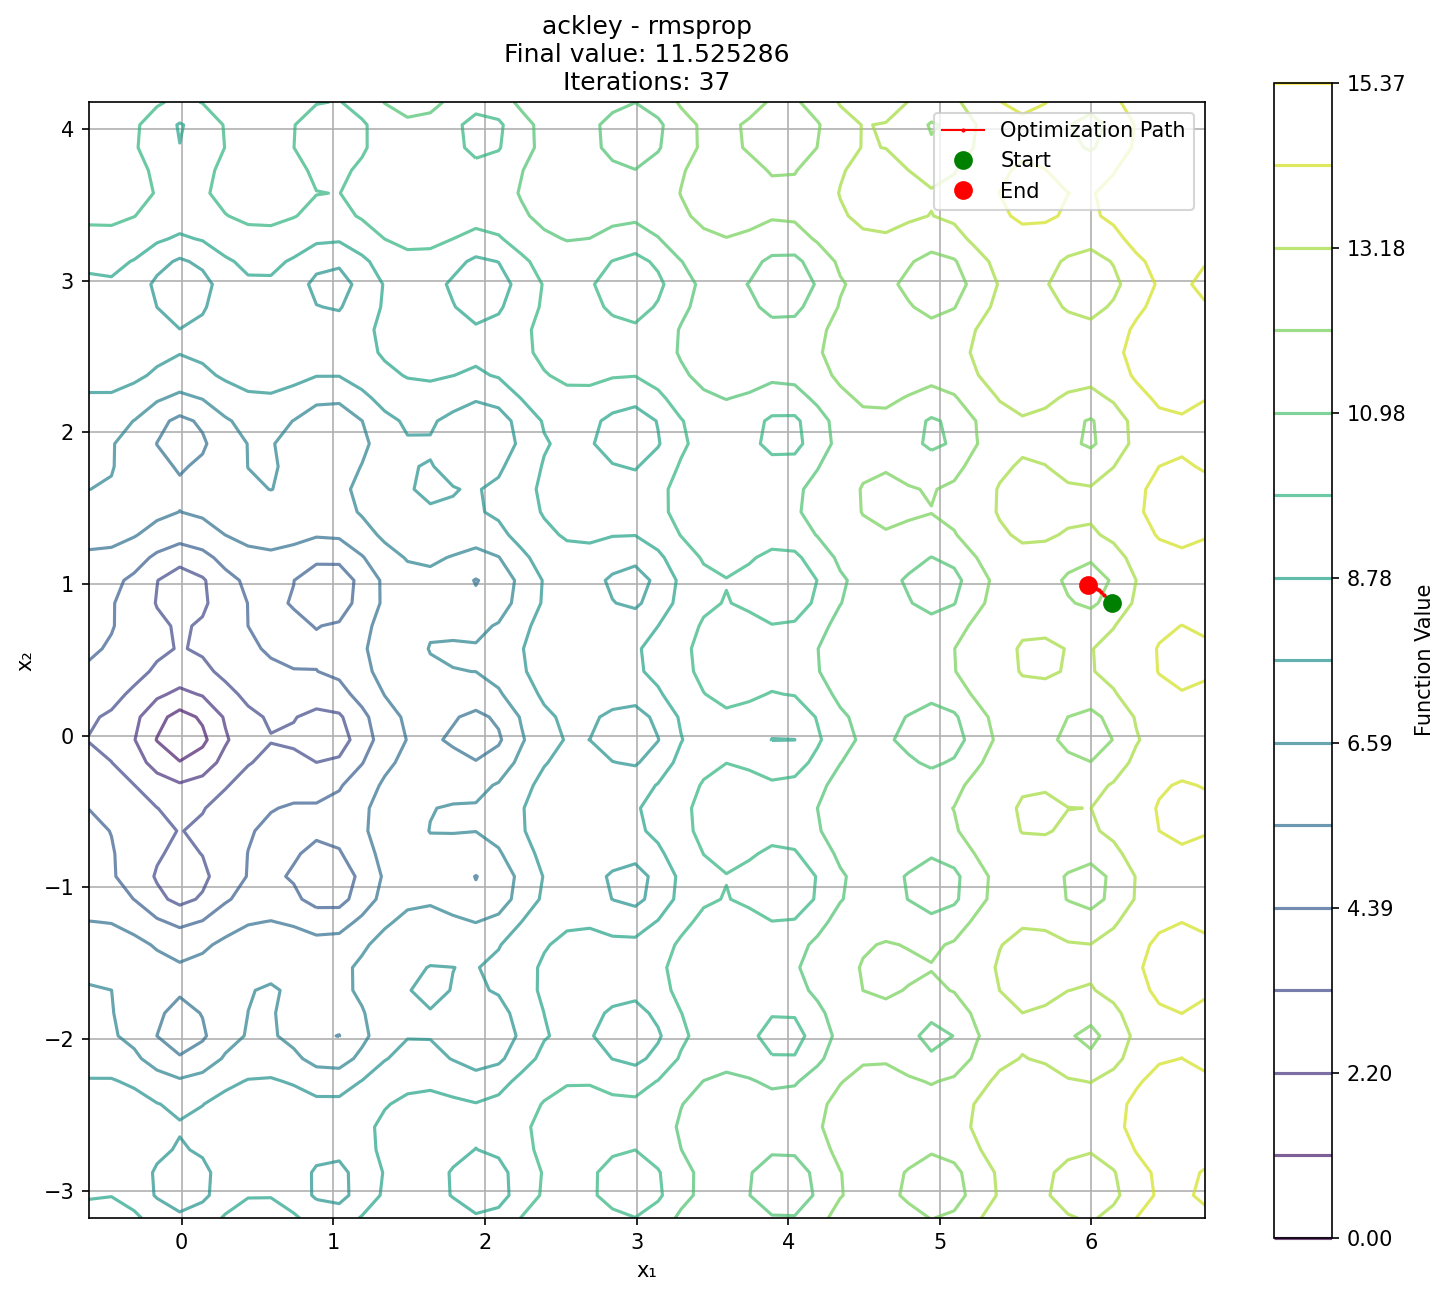 ackley - rmsprop
Final value: 11.525286
Iterations: 37
Optimization Path
Start
End
4
3
2
1
0
−1
−2
−3
x₂
0
1
2
3
4
5
6
x₁
15.37
13.18
10.98
8.78
6.59
4.39
2.20
0.00
Function Value